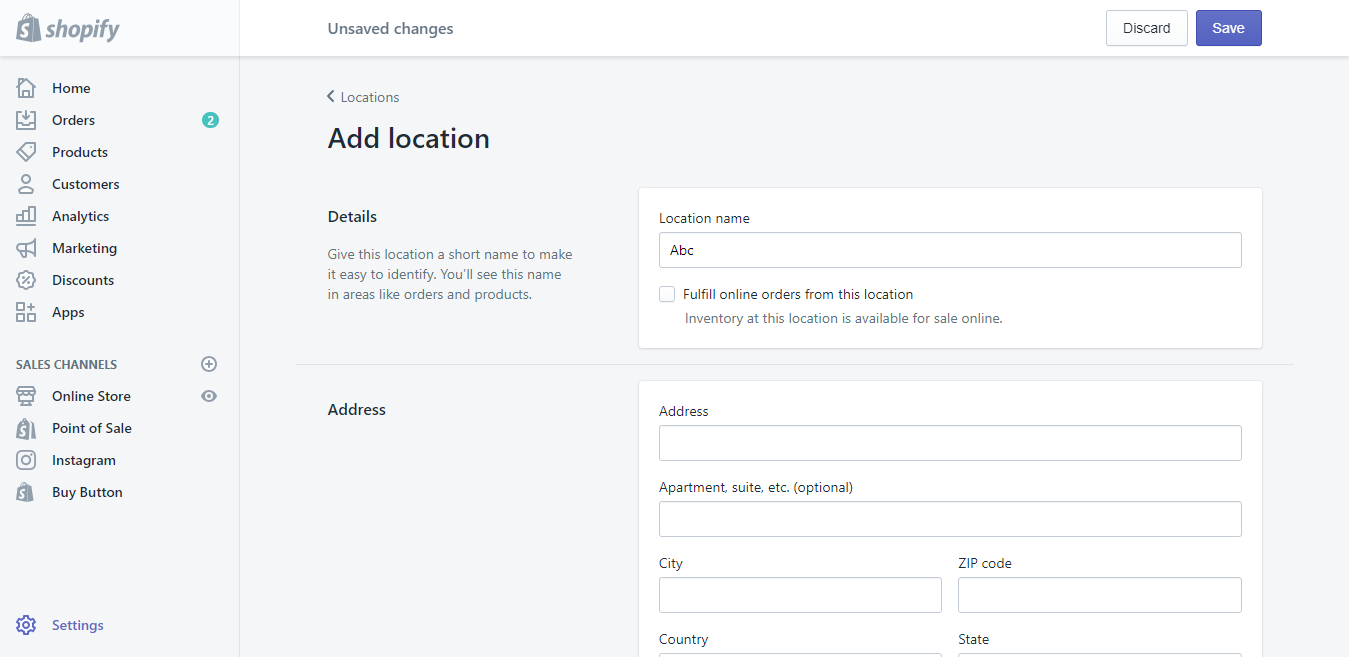 shopify
Unsaved changes
Discard
Save
Home
Orders
2
Products
Customers
Analytics
Marketing
Discounts
Apps
SALES CHANNELS
Online Store
Point of Sale
Instagram
Buy Button
Settings
Locations
Add location
Details
Give this location a short name to make
it easy to identify. You’ll see this name
in areas like orders and products.
Location name
Abc
Fulfill online orders from this location
Inventory at this location is available for sale online.
Address
Address
Apartment, suite, etc. (optional)
City
ZIP code
Country
State